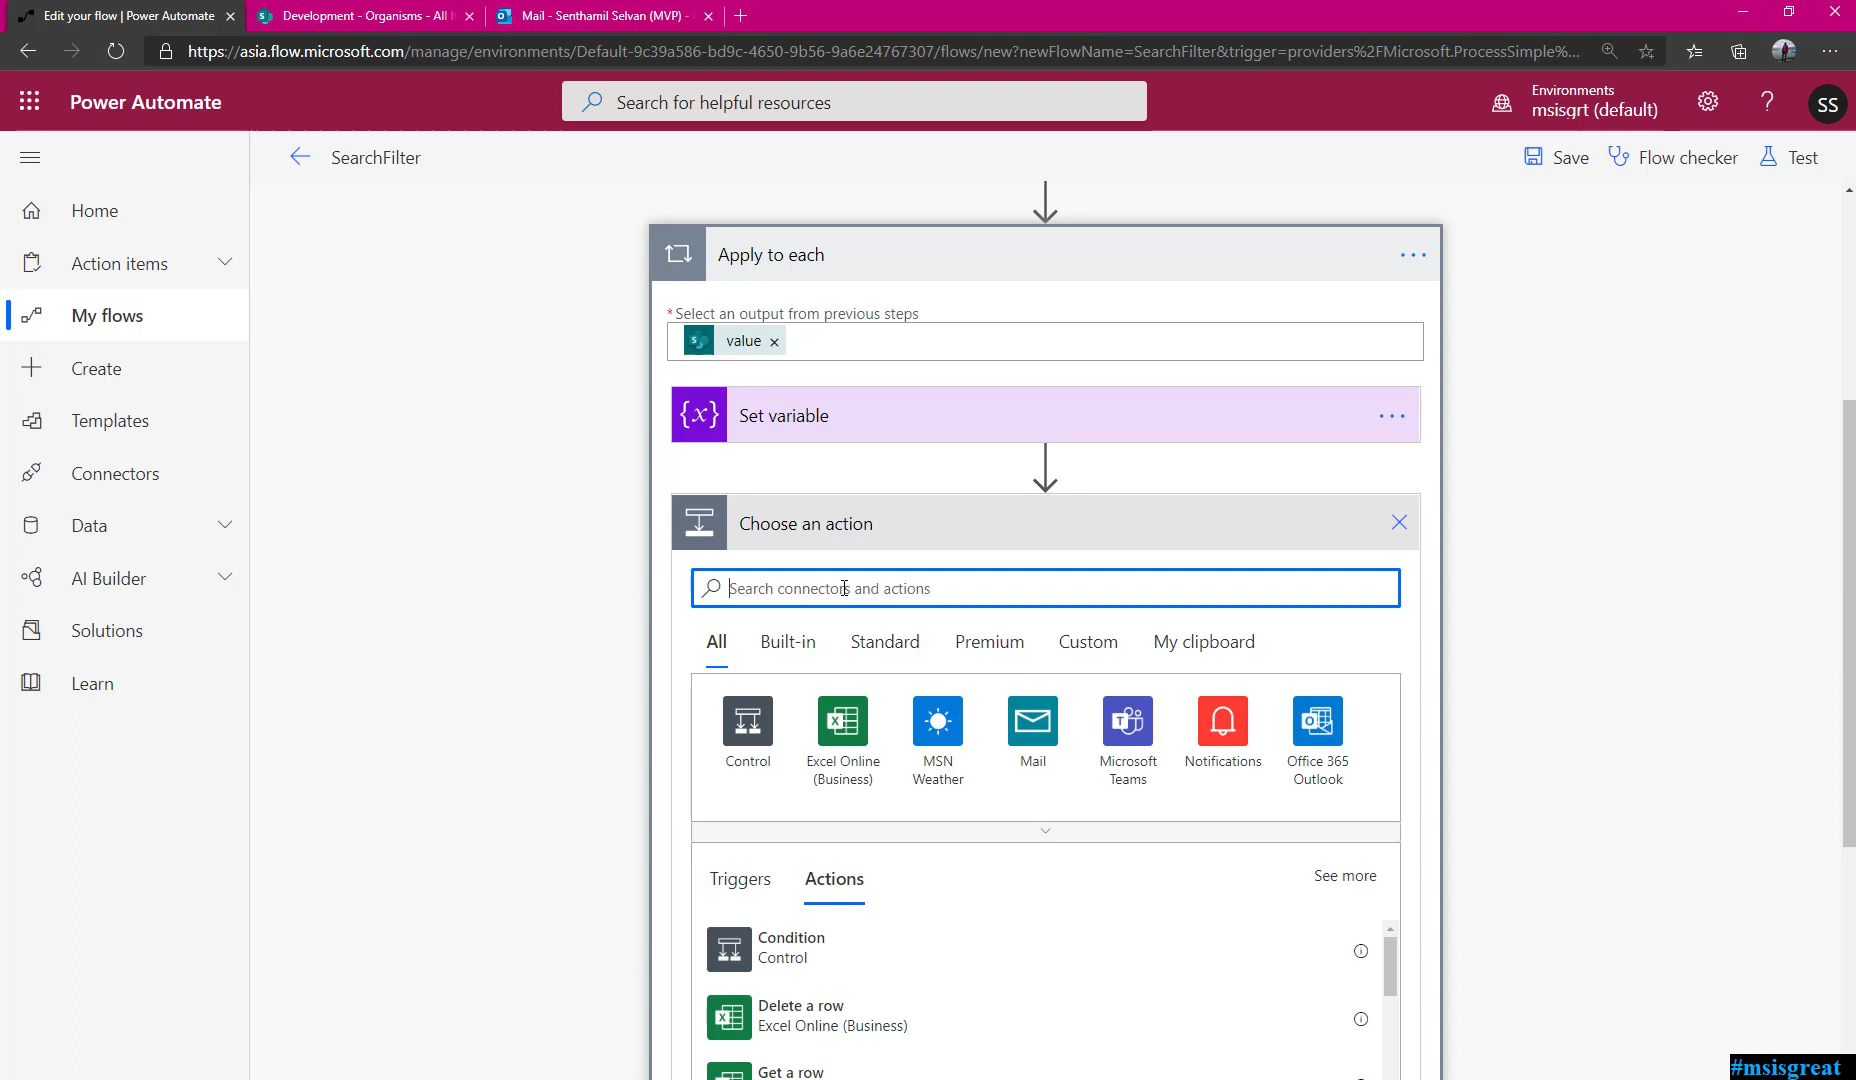 Edit your flow | Power Automate
Development - Organisms - All I
Mail - Senthamil Selvan (MVP) -
https://asia.flow.microsoft.com/manage/environments/Default-9c39a586-bd9c-4650-9b56-9a6e24767307/flows/new?newFlowName=SearchFilter&trigger=providers%2FMicrosoft.ProcessSimple%...
Power Automate
Search for helpful resources
Environments
msisgrt (default)
SS
SearchFilter
Save
Flow checker
Test
Home
Action items
My flows
Create
Templates
Connectors
Data
AI Builder
Solutions
Learn
Apply to each
* Select an output from previous steps
value
{x} Set variable
Choose an action
Search connectors and actions
All
Built-in
Standard
Premium
Custom
My clipboard
Control
Excel Online
(Business)
MSN
Weather
Mail
Microsoft
Teams
Notifications
Office 365
Outlook
Triggers
Actions
See more
Condition
Control
Delete a row
Excel Online (Business)
Get a row
#msisgreat